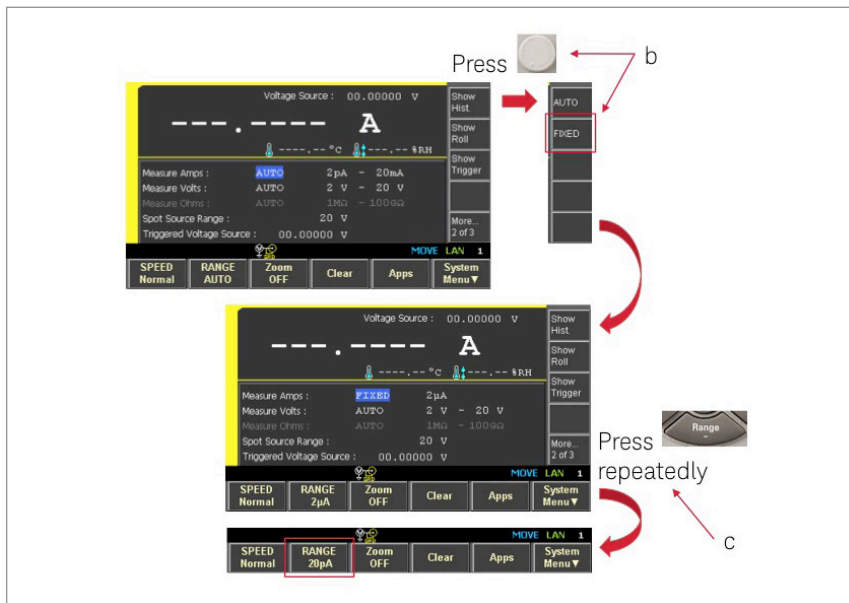 Press
b
Voltage Source : 00.00000 V
Show Hist.
---.---- A
Show Roll
----.-- °C ---.-- %RH
Show Trigger
Measure Amps : AUTO 2pA - 20mA
Measure Volts : AUTO 2 V - 20 V
Measure Ohms : AUTO 1MΩ - 100GΩ
Spot Source Range : 20 V
Triggered Voltage Source : 00.00000 V
More... 2 of 3
MOVE LAN 1
SPEED Normal
RANGE AUTO
Zoom OFF
Clear
Apps
System Menu▼
AUTO
FIXED
Voltage Source : 00.00000 V
Show Hist.
---.---- A
Show Roll
----.-- °C ---.-- %RH
Show Trigger
Measure Amps : FIXED 2µA
Measure Volts : AUTO 2 V - 20 V
Measure Ohms : AUTO 1MΩ - 100GΩ
Spot Source Range : 20 V
Triggered Voltage Source : 00.00000 V
More... 2 of 3
MOVE LAN 1
SPEED Normal
RANGE 2µA
Zoom OFF
Clear
Apps
System Menu▼
Press
Range
–
repeatedly
c
MOVE LAN 1
SPEED Normal
RANGE 20pA
Zoom OFF
Clear
Apps
System Menu▼